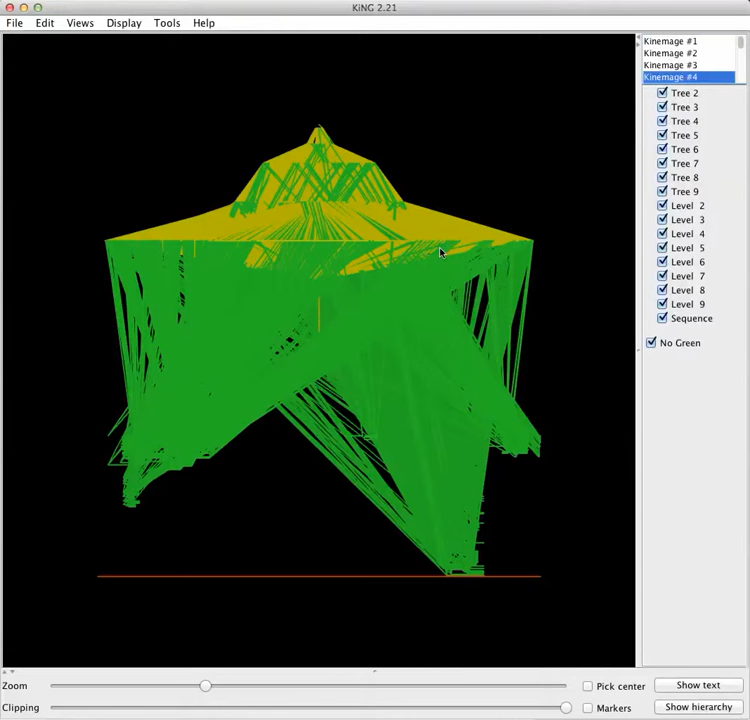 KiNG 2.21
File Edit Views Display Tools Help
Kinemage #1
Kinemage #2
Kinemage #3
Kinemage #4
Tree 2
Tree 3
Tree 4
Tree 5
Tree 6
Tree 7
Tree 8
Tree 9
Level 2
Level 3
Level 4
Level 5
Level 6
Level 7
Level 8
Level 9
Sequence
No Green
Zoom Pick center Show text
Clipping Markers Show hierarchy